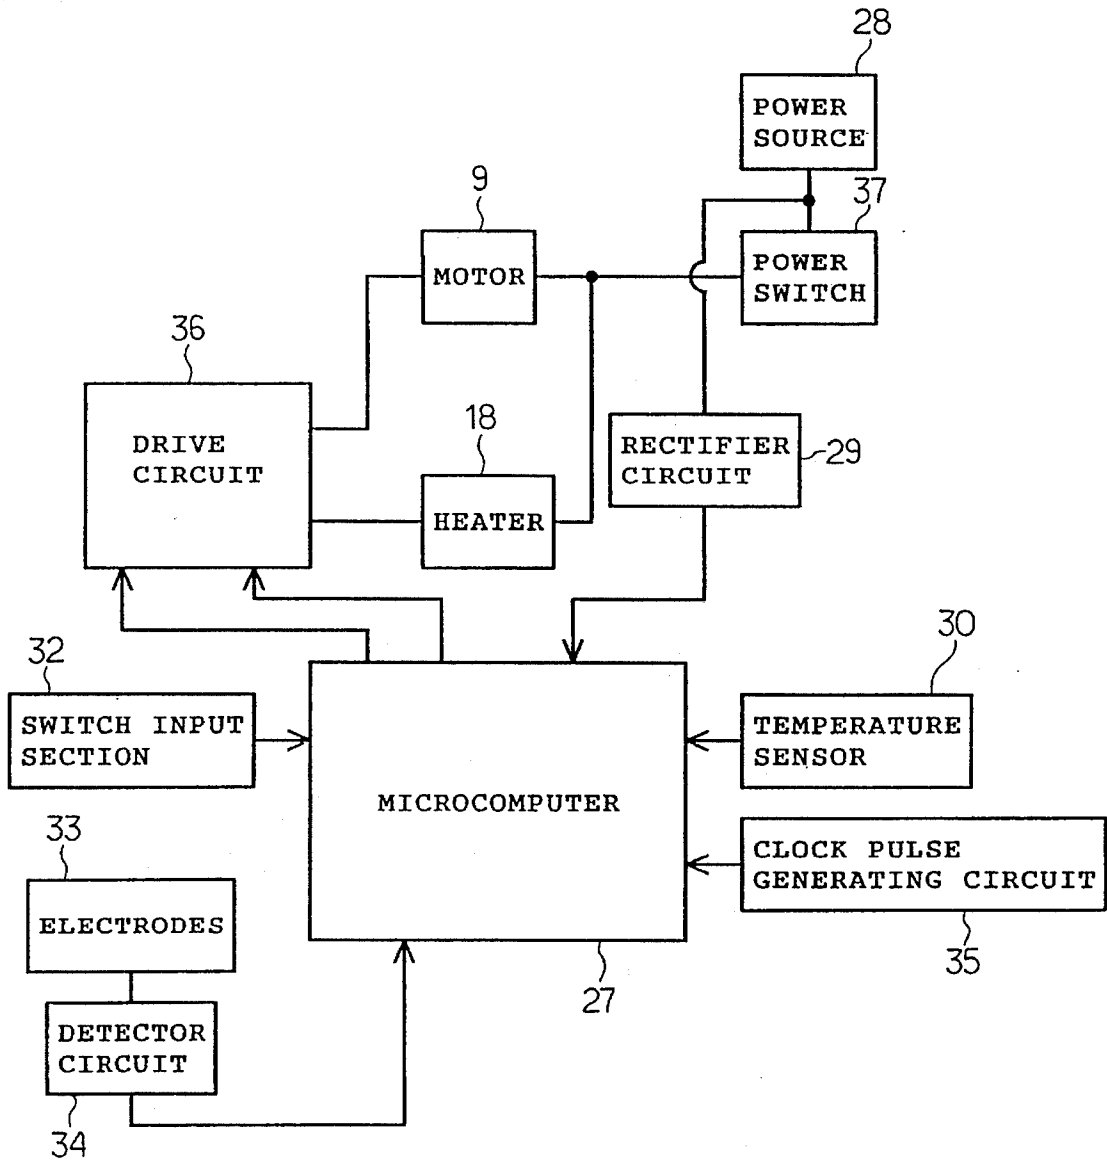 28
POWER
SOURCE
9
37
MOTOR
POWER
SWITCH
36
18
DRIVE
CIRCUIT
RECTIFIER
CIRCUIT
29
HEATER
32
30
SWITCH INPUT
SECTION
TEMPERATURE
SENSOR
MICROCOMPUTER
33
CLOCK PULSE
GENERATING CIRCUIT
ELECTRODES
35
27
DETECTOR
CIRCUIT
34